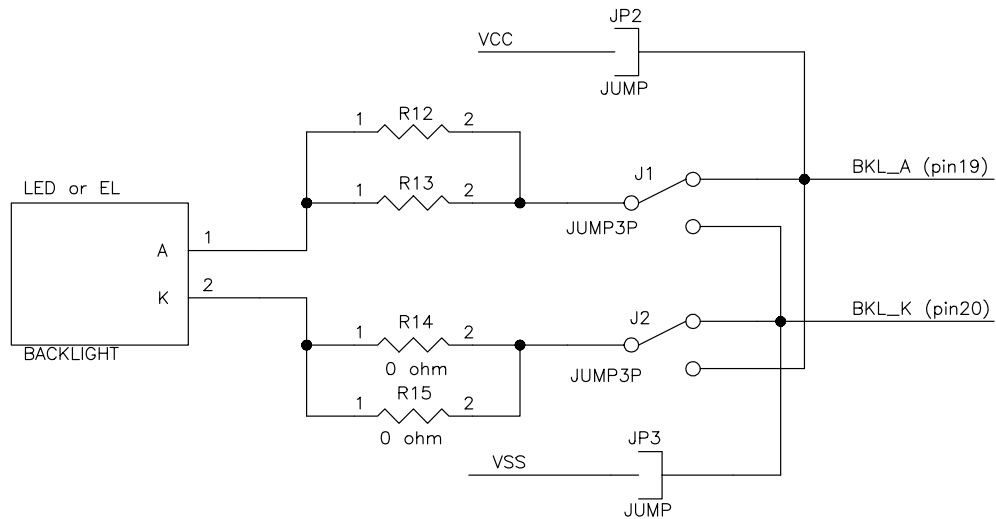 JP2
VCC
JUMP
1 R12 2
LED or EL
1 R13 2
J1
BKL_A (pin19)
JUMP3P
A 1
K 2
BACKLIGHT
1 R14 2
0 ohm
J2
BKL_K (pin20)
JUMP3P
1 R15 2
0 ohm
JP3
VSS
JUMP